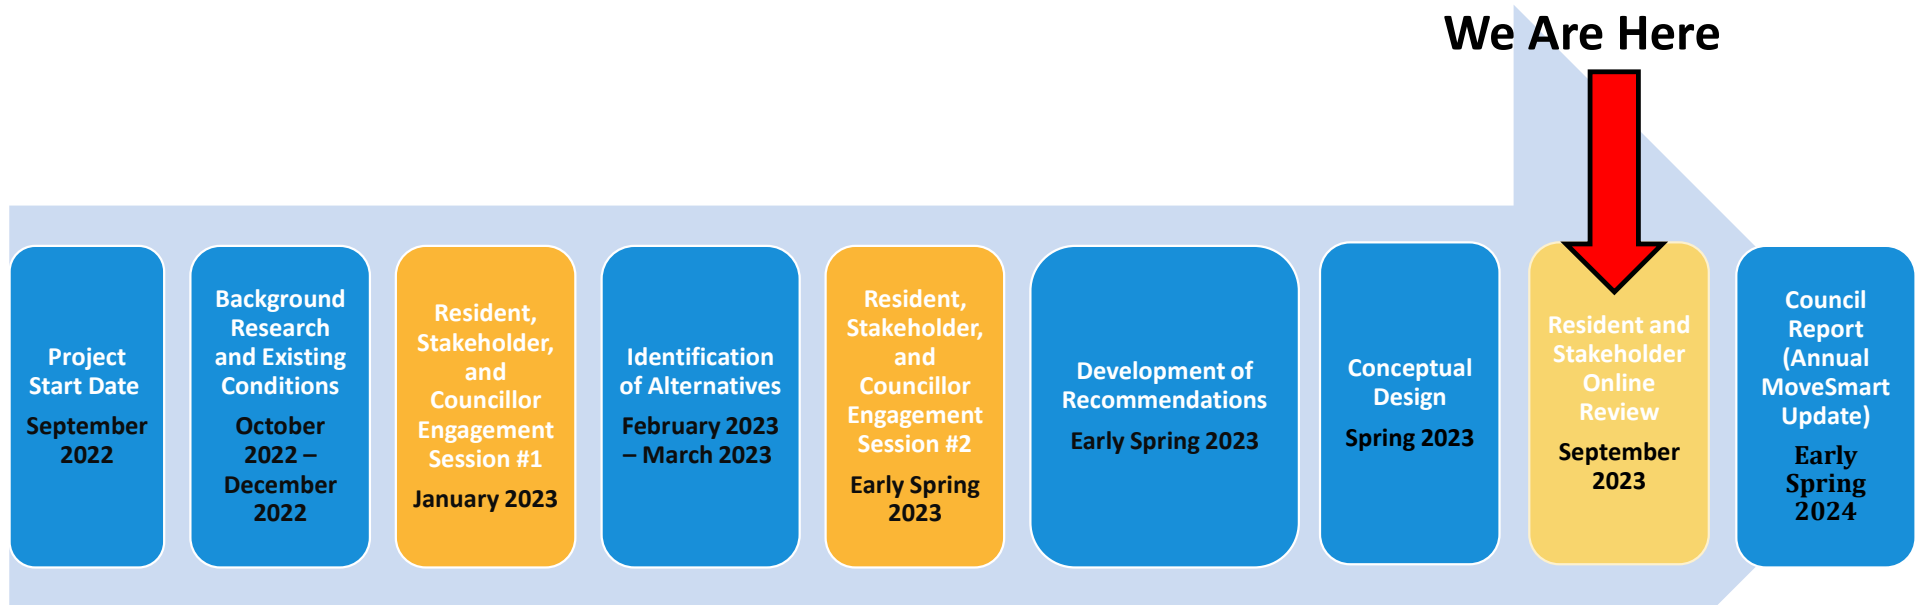 We Are Here
Project
Start Date
September
2022
Background
Research
and Existing
Conditions
October
2022 –
December
2022
Resident,
Stakeholder,
and
Councillor
Engagement
Session #1
January 2023
Identification
of Alternatives
February 2023
– March 2023
Resident,
Stakeholder,
and
Councillor
Engagement
Session #2
Early Spring
2023
Development of
Recommendations
Early Spring 2023
Conceptual
Design
Spring 2023
Resident and
Stakeholder
Online
Review
September
2023
Council
Report
(Annual
MoveSmart
Update)
Early
Spring
2024